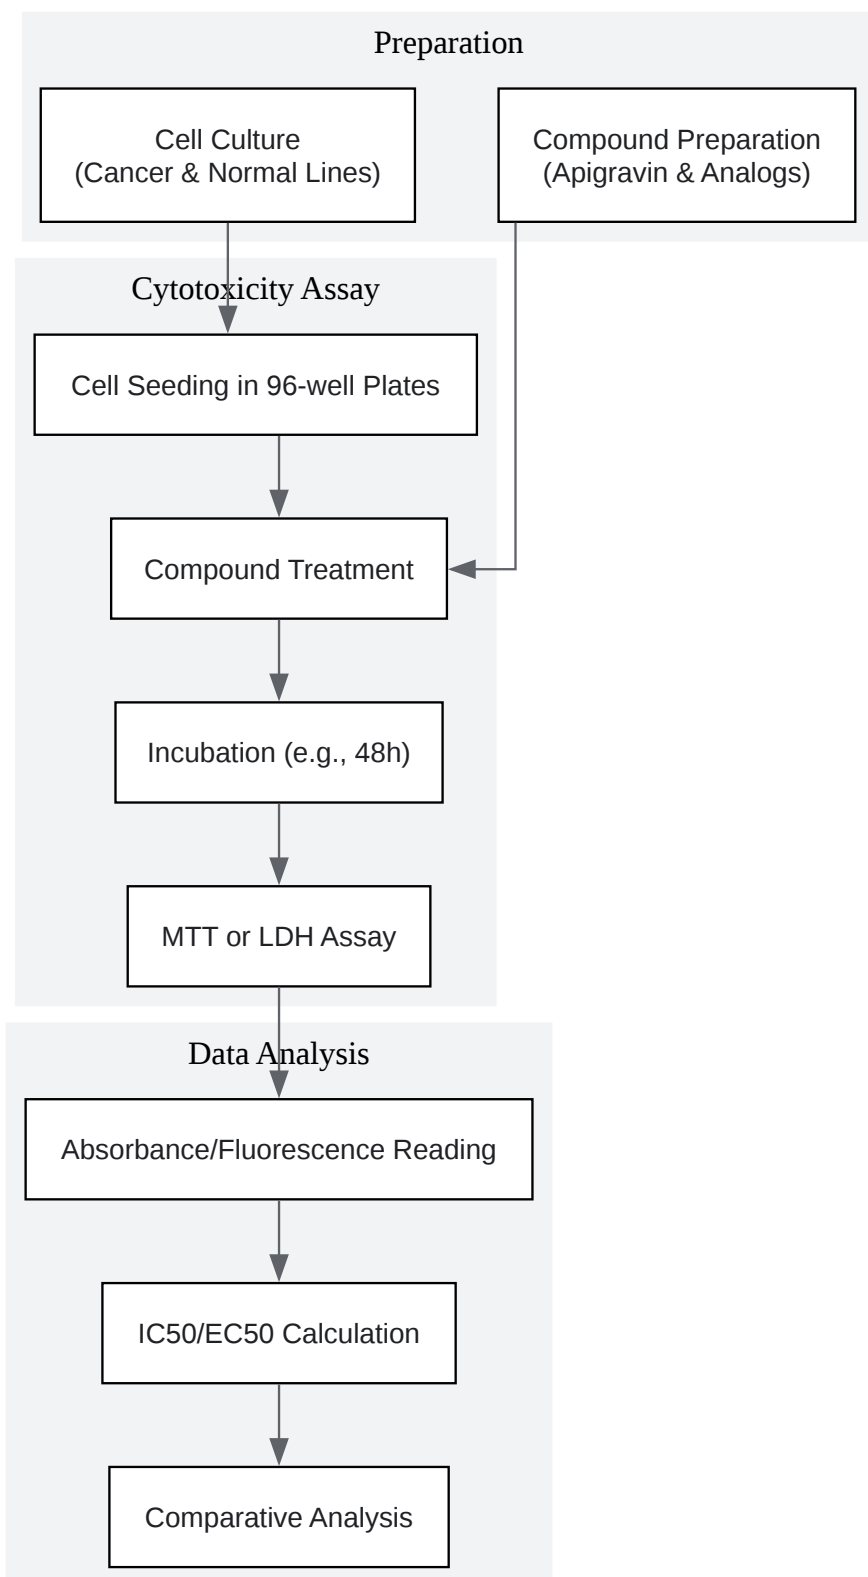 Preparation
Cell Culture
(Cancer & Normal Lines)
Compound Preparation
(Apigravin & Analogs)
Cytotoxicity Assay
Cell Seeding in 96-well Plates
Compound Treatment
Incubation (e.g., 48h)
MTT or LDH Assay
Data Analysis
Absorbance/Fluorescence Reading
IC50/EC50 Calculation
Comparative Analysis